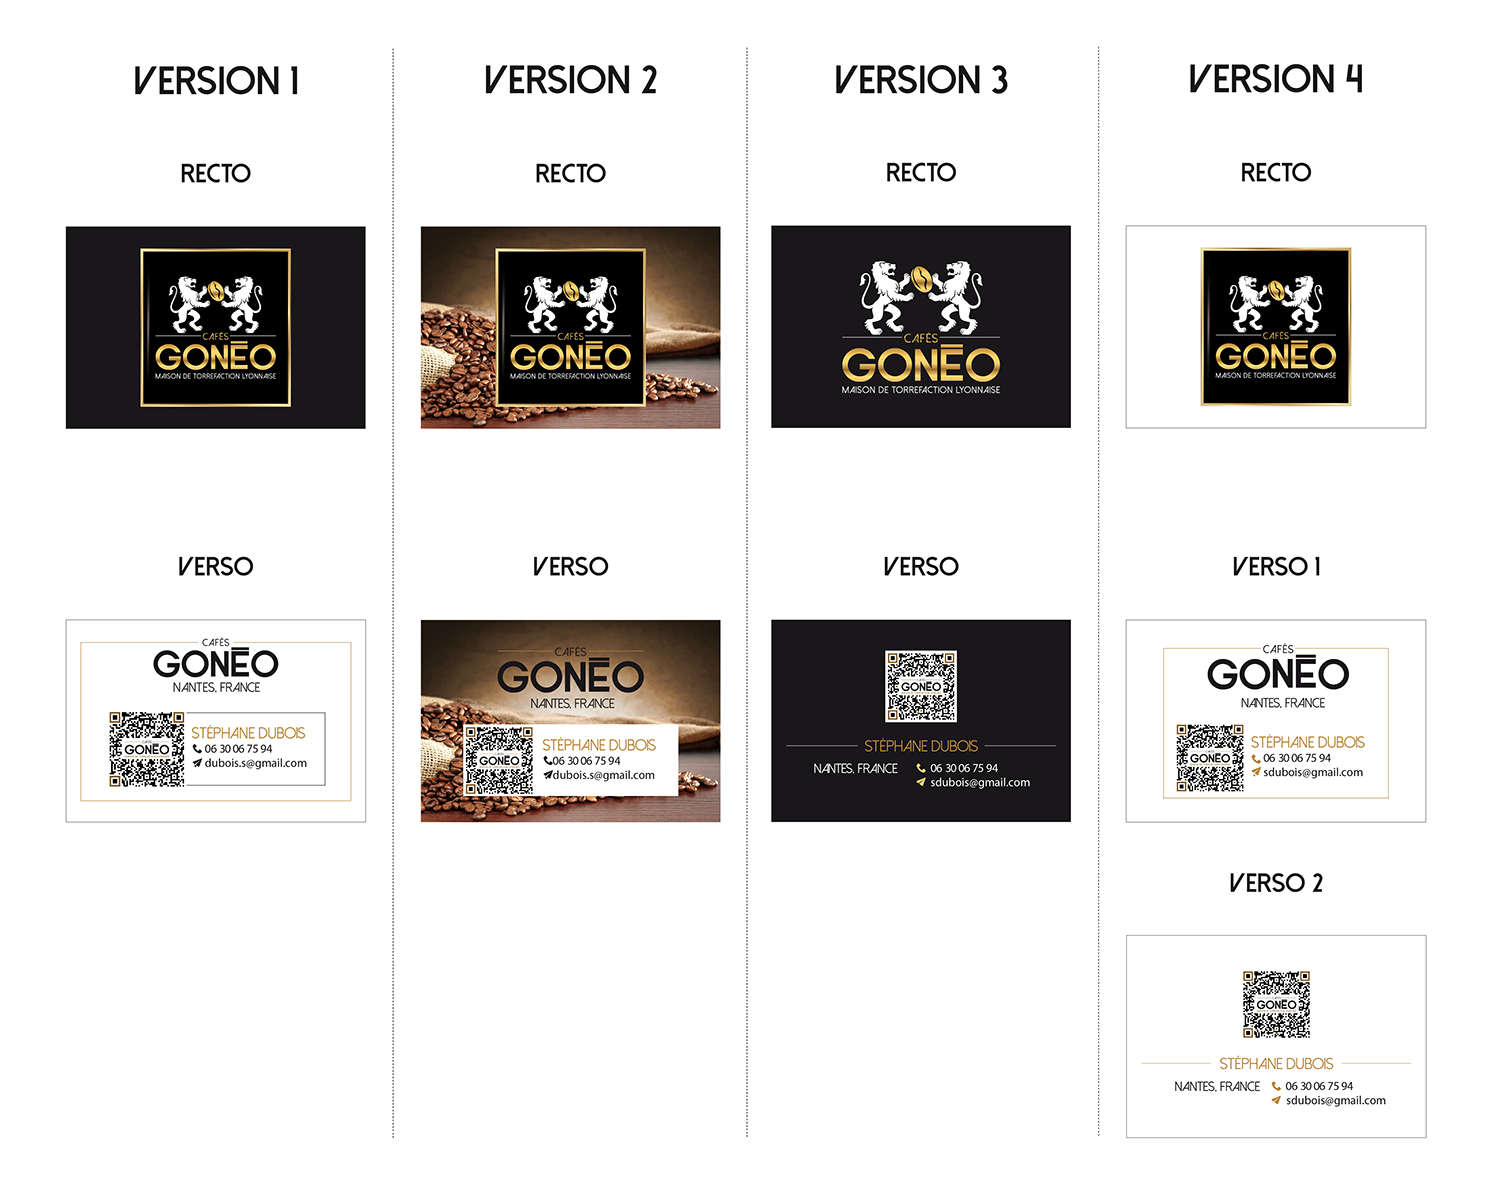 VERSION 1
RECTO
CAFÉS
GONĒO
MAISON DE TORREFACTION LYONNAISE
VERSO
CAFÉS
GONĒO
NANTES, FRANCE
GONĒO
STÉPHANE DUBOIS
06 30 06 75 94
dubois.s@gmail.com
VERSION 2
RECTO
CAFÉS
GONĒO
MAISON DE TORREFACTION LYONNAISE
VERSO
CAFÉS
GONĒO
NANTES, FRANCE
GONĒO
STÉPHANE DUBOIS
06 30 06 75 94
dubois.s@gmail.com
VERSION 3
RECTO
CAFÉS
GONĒO
MAISON DE TORREFACTION LYONNAISE
VERSO
GONĒO
STÉPHANE DUBOIS
NANTES, FRANCE 06 30 06 75 94
sdubois@gmail.com
VERSION 4
RECTO
CAFÉS
GONĒO
MAISON DE TORREFACTION LYONNAISE
VERSO 1
CAFÉS
GONĒO
NANTES, FRANCE
GONĒO
STÉPHANE DUBOIS
06 30 06 75 94
sdubois@gmail.com
VERSO 2
GONĒO
STÉPHANE DUBOIS
NANTES, FRANCE 06 30 06 75 94
sdubois@gmail.com